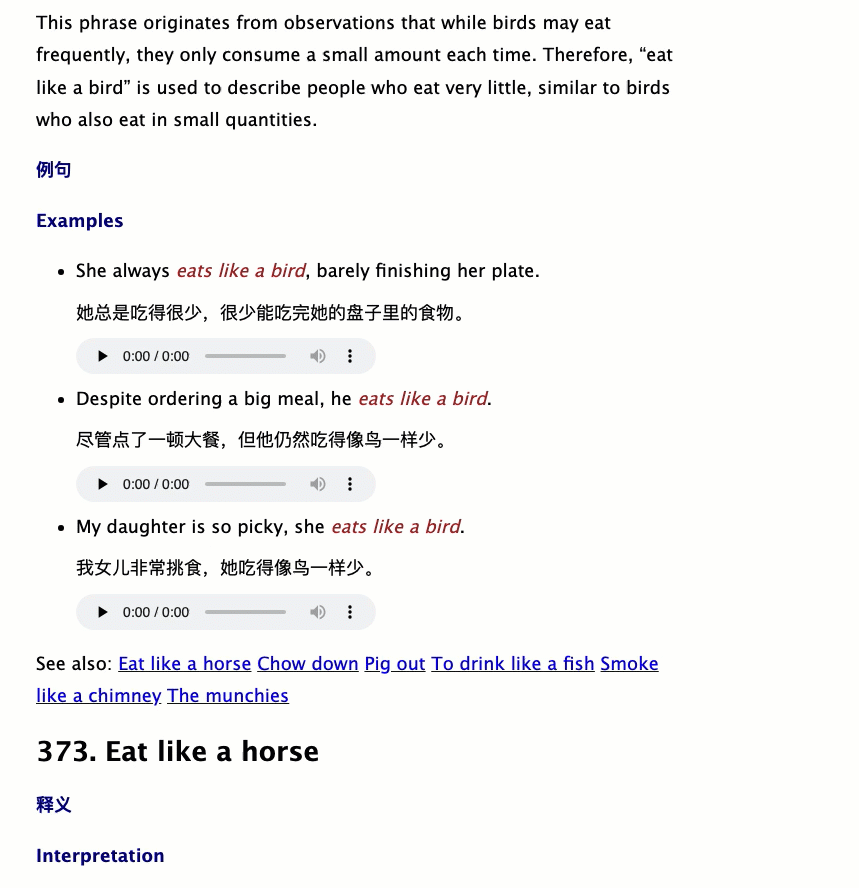 This phrase originates from observations that while birds may eat
frequently, they only consume a small amount each time. Therefore, “eat
like a bird” is used to describe people who eat very little, similar to birds
who also eat in small quantities.
例句
Examples
• She always eats like a bird, barely finishing her plate.
她总是吃得很少，很少能吃完她的盘子里的食物。
0:00 / 0:00
• Despite ordering a big meal, he eats like a bird.
尽管点了一顿大餐，但他仍然吃得像鸟一样少。
0:00 / 0:00
• My daughter is so picky, she eats like a bird.
我女儿非常挑食，她吃得像鸟一样少。
0:00 / 0:00
See also: Eat like a horse Chow down Pig out To drink like a fish Smoke
like a chimney The munchies
373. Eat like a horse
释义
Interpretation